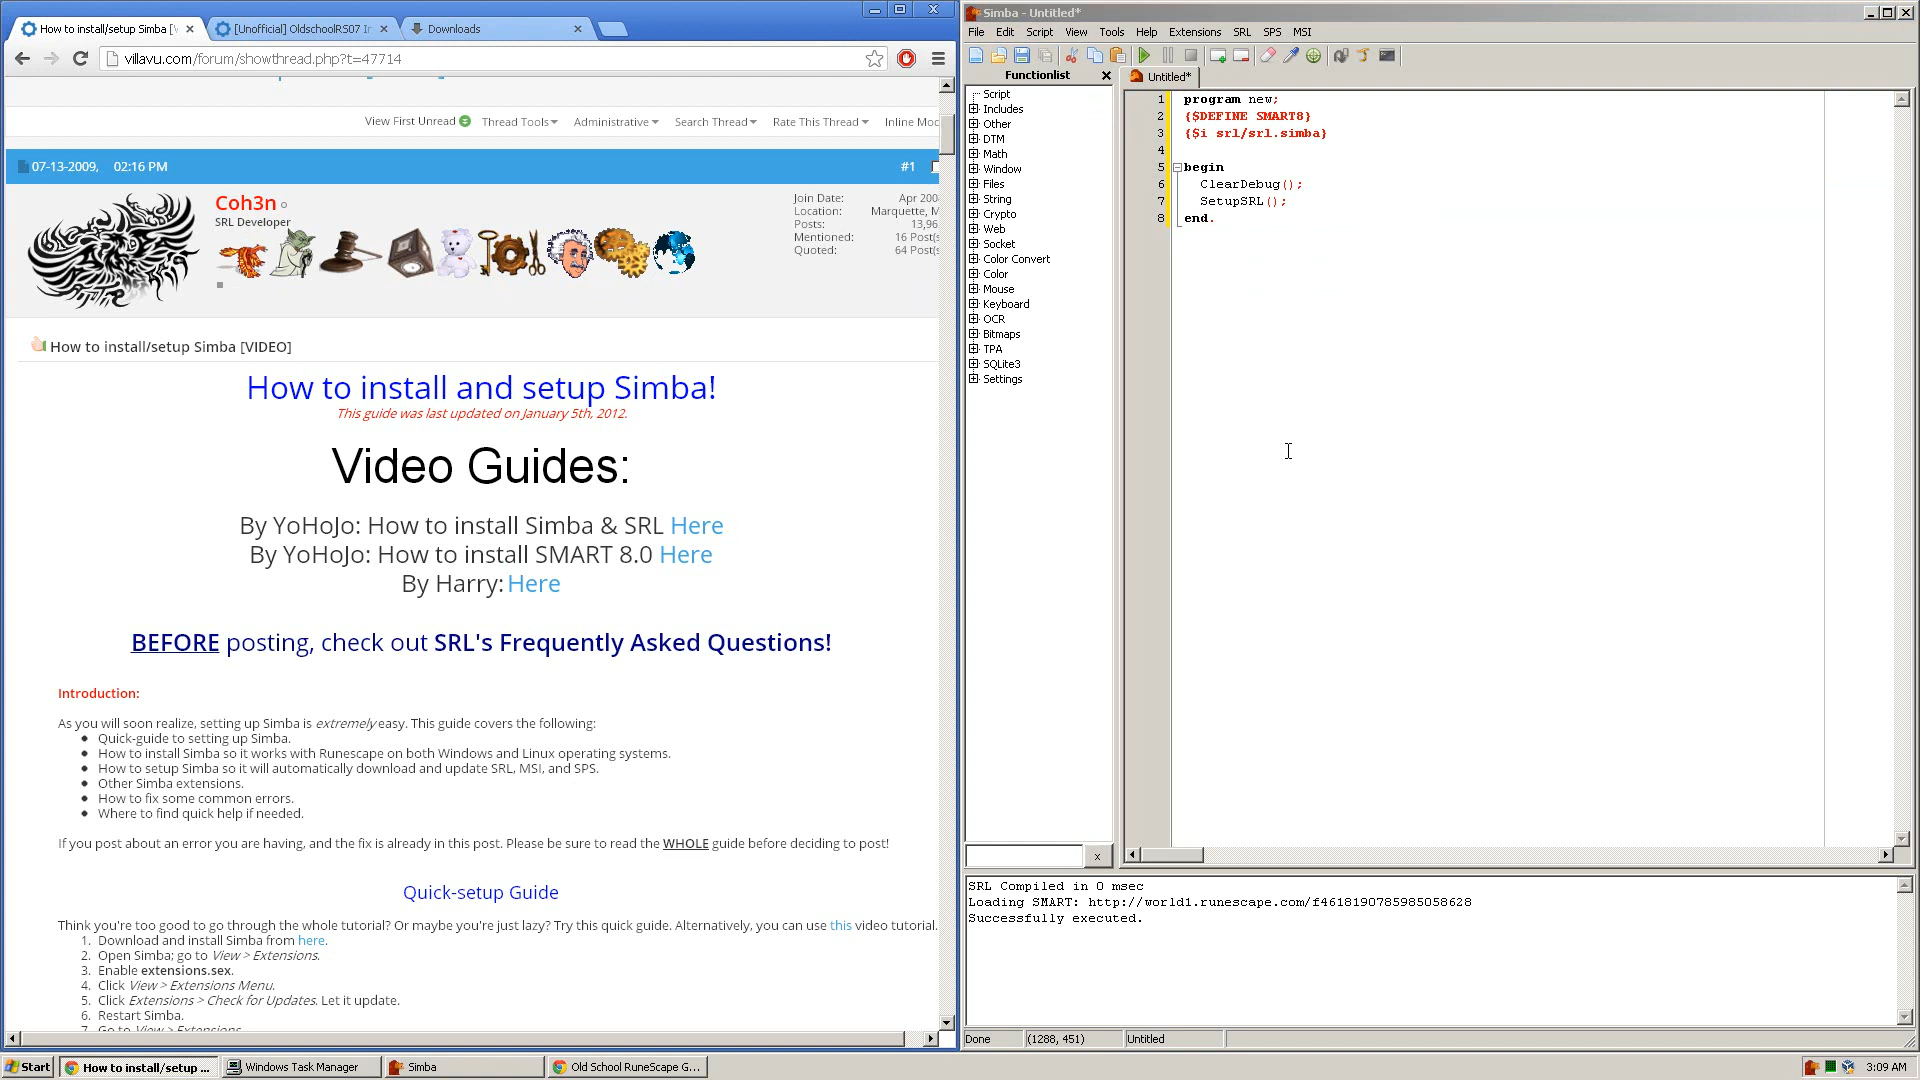 How to install/setup Simba [V
[Unofficial] OldschoolRS07 Ir
Downloads
villavu.com/forum/showthread.php?t=47714
View First Unread
Thread Tools
Administrative
Search Thread
Rate This Thread
Inline Mod
07-13-2009, 02:16 PM
#1
Coh3n
SRL Developer
Join Date: Apr 200
Location: Marquette, M
Posts: 13,96
Mentioned: 16 Post(s
Quoted: 64 Post(s
How to install/setup Simba [VIDEO]
How to install and setup Simba!
This guide was last updated on January 5th, 2012.
Video Guides:
By YoHoJo: How to install Simba & SRL Here
By YoHoJo: How to install SMART 8.0 Here
By Harry: Here
BEFORE posting, check out SRL's Frequently Asked Questions!
Introduction:
As you will soon realize, setting up Simba is extremely easy. This guide covers the following:
Quick-guide to setting up Simba.
How to install Simba so it works with Runescape on both Windows and Linux operating systems.
How to setup Simba so it will automatically download and update SRL, MSI, and SPS.
Other Simba extensions.
How to fix some common errors.
Where to find quick help if needed.
If you post about an error you are having, and the fix is already in this post. Please be sure to read the WHOLE guide before deciding to post!
Quick-setup Guide
Think you're too good to go through the whole tutorial? Or maybe you're just lazy? Try this quick guide. Alternatively, you can use this video tutorial.
1. Download and install Simba from here.
2. Open Simba; go to View > Extensions.
3. Enable extensions.sex.
4. Click View > Extensions Menu.
5. Click Extensions > Check for Updates. Let it update.
6. Restart Simba.
7. Go to View > Extensions
Simba - Untitled*
File Edit Script View Tools Help Extensions SRL SPS MSI
Functionlist
Script
Includes
Other
DTM
Math
Window
Files
String
Crypto
Web
Socket
Color Convert
Color
Mouse
Keyboard
OCR
Bitmaps
TPA
SQLite3
Settings
x
Untitled*
1 program new;
2 {$DEFINE SMART8}
3 {$i srl/srl.simba}
4
5 begin
6 ClearDebug();
7 SetupSRL();
8 end.
SRL Compiled in 0 msec
Loading SMART: http://world1.runescape.com/f46181907859850586​28
Successfully executed.
Done
(1288, 451)
Untitled
Start
How to install/setup ...
Windows Task Manager
Simba
Old School RuneScape G...
3:09 AM